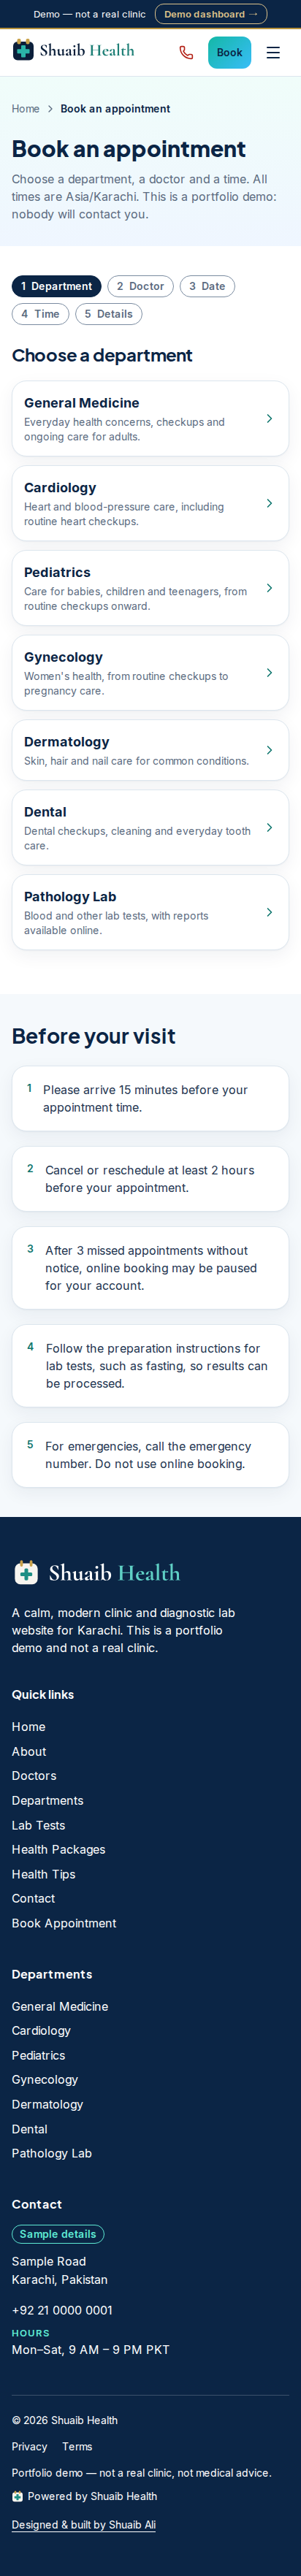 Demo — not a real clinic Demo dashboard →
Shuaib Health Book
Home > Book an appointment
Book an appointment
Choose a department, a doctor and a time. All
times are Asia/Karachi. This is a portfolio demo:
nobody will contact you.
1 Department 2 Doctor 3 Date
4 Time 5 Details
Choose a department
General Medicine
Everyday health concerns, checkups and
ongoing care for adults.
Cardiology
Heart and blood-pressure care, including
routine heart checkups.
Pediatrics
Care for babies, children and teenagers, from
routine checkups onward.
Gynecology
Women's health, from routine checkups to
pregnancy care.
Dermatology
Skin, hair and nail care for common conditions.
Dental
Dental checkups, cleaning and everyday tooth
care.
Pathology Lab
Blood and other lab tests, with reports
available online.
Before your visit
1 Please arrive 15 minutes before your
appointment time.
2 Cancel or reschedule at least 2 hours
before your appointment.
3 After 3 missed appointments without
notice, online booking may be paused
for your account.
4 Follow the preparation instructions for
lab tests, such as fasting, so results can
be processed.
5 For emergencies, call the emergency
number. Do not use online booking.
Shuaib Health
A calm, modern clinic and diagnostic lab
website for Karachi. This is a portfolio
demo and not a real clinic.
Quick links
Home
About
Doctors
Departments
Lab Tests
Health Packages
Health Tips
Contact
Book Appointment
Departments
General Medicine
Cardiology
Pediatrics
Gynecology
Dermatology
Dental
Pathology Lab
Contact
Sample details
Sample Road
Karachi, Pakistan
+92 21 0000 0001
HOURS
Mon–Sat, 9 AM – 9 PM PKT
© 2026 Shuaib Health
Privacy Terms
Portfolio demo — not a real clinic, not medical advice.
Powered by Shuaib Health
Designed & built by Shuaib Ali